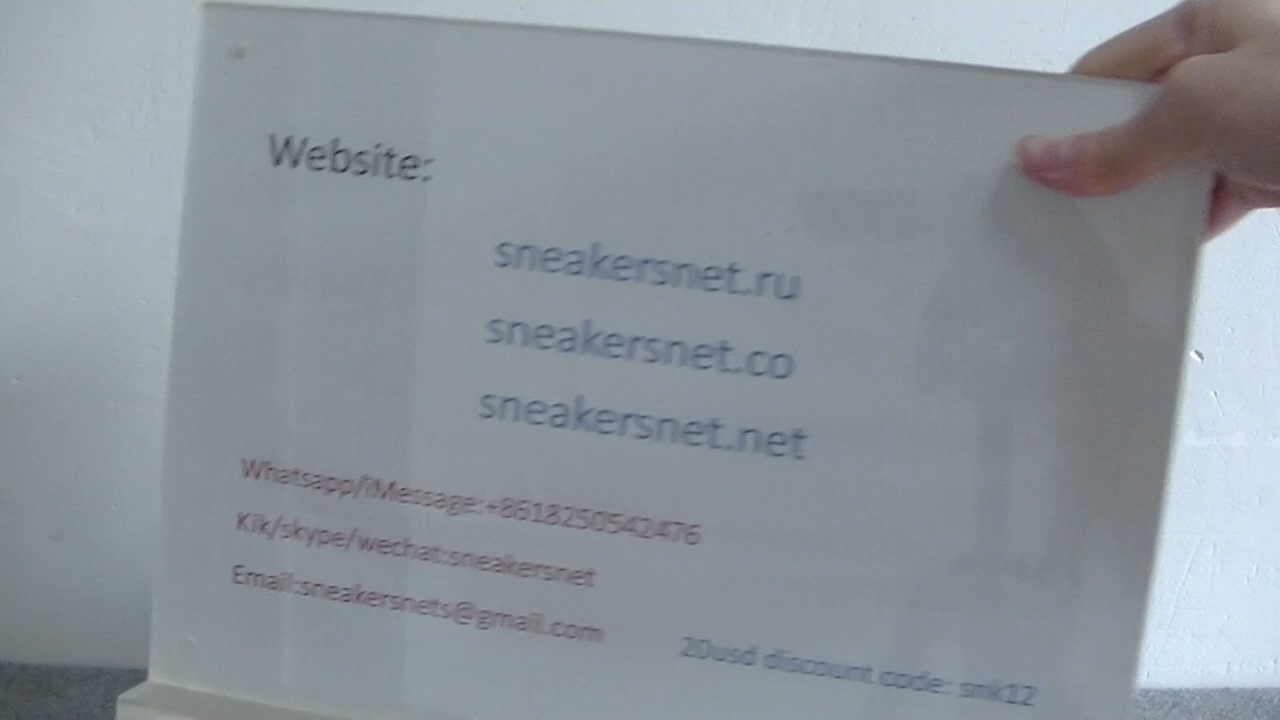 Website:
sneakersnet.ru
sneakersnet.co
sneakersnet.net
Whatsapp/iMessage:+8618250542476
Kik/skype/wechat:sneakersnet
Email:sneakersnets@gmail.com
20usd discount code: snk12